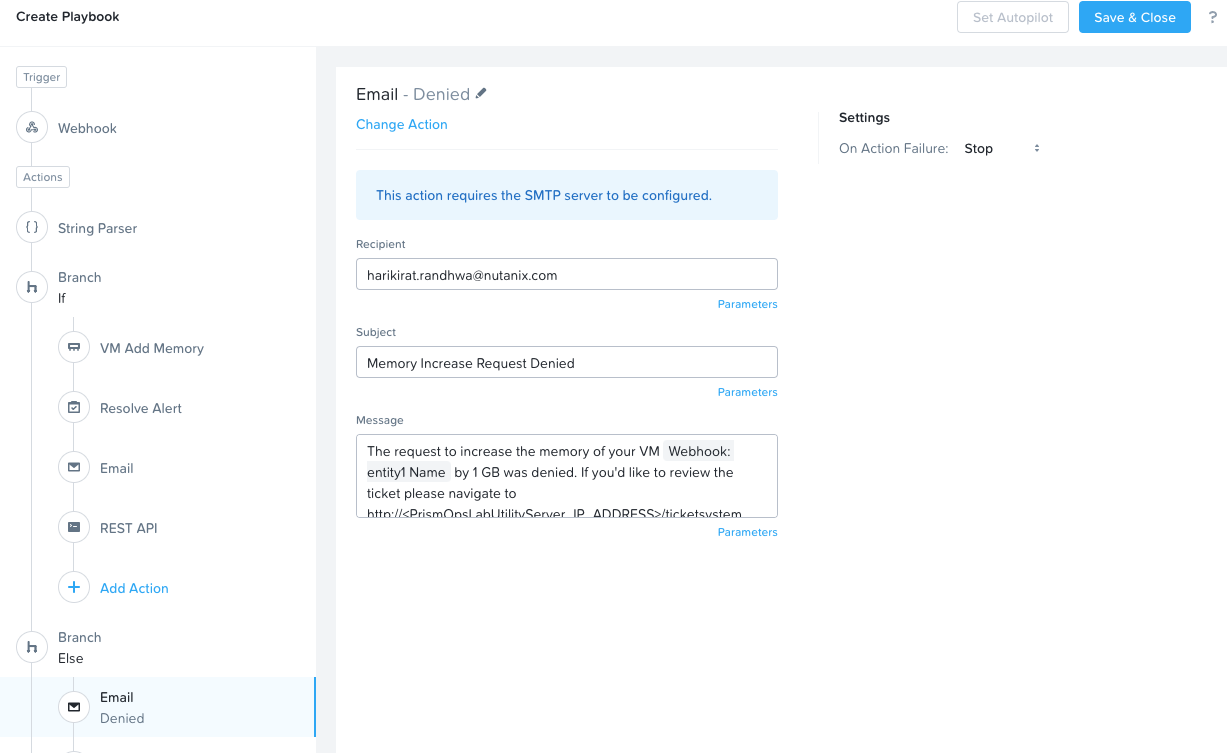 Create Playbook
Set Autopilot
Save & Close
?
Trigger
Webhook
Actions
{ }
String Parser
Branch
If
VM Add Memory
Resolve Alert
Email
REST API
Add Action
Branch
Else
Email
Denied
Email - Denied
Change Action
This action requires the SMTP server to be configured.
Recipient
harikirat.randhwa@nutanix.com
Parameters
Subject
Memory Increase Request Denied
Parameters
Message
The request to increase the memory of your VM Webhook:
entity1 Name by 1 GB was denied. If you'd like to review the
ticket please navigate to
http://<PrismOpsLabUtilityServer_IP_ADDRESS>/ticketsystem
Parameters
Settings
On Action Failure: Stop